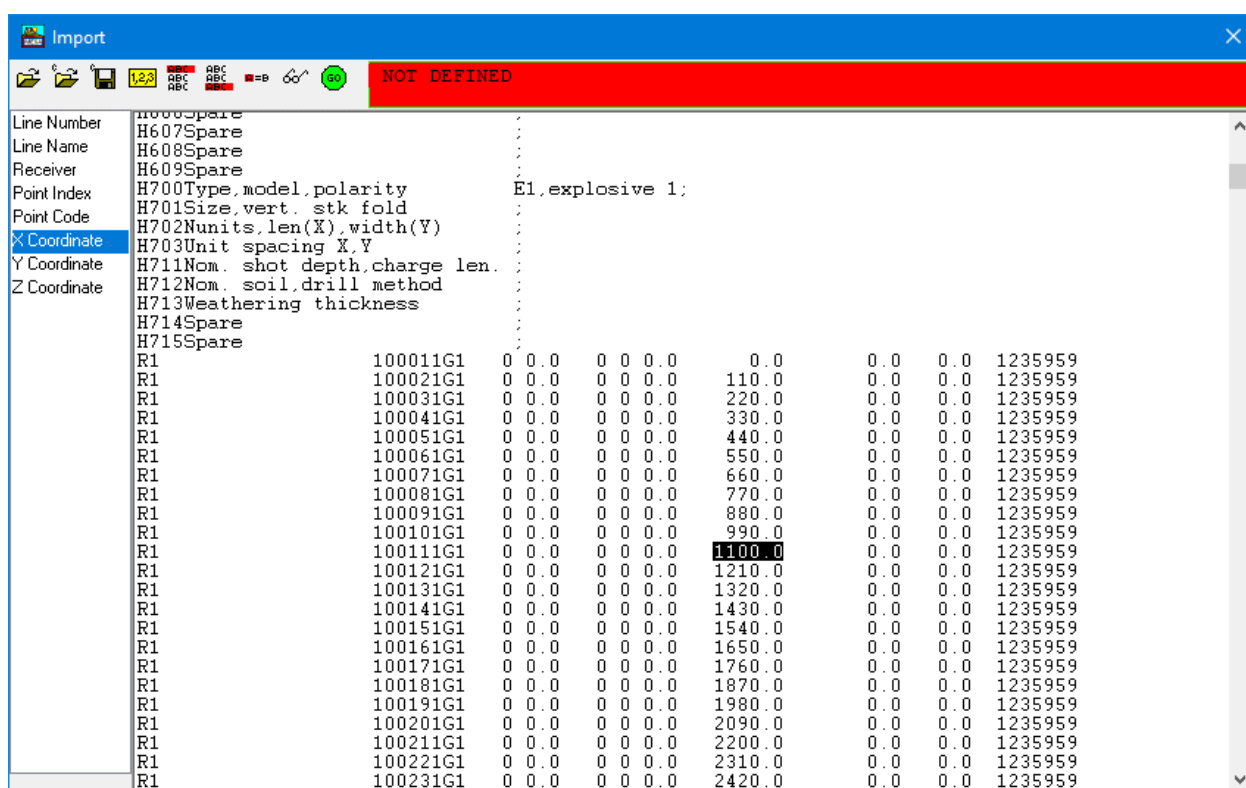 Import
1,2,3 ABC ABC ABC ABC ABC ABC a=B GO NOT DEFINED
Line Number
Line Name
Receiver
Point Index
Point Code
X Coordinate
Y Coordinate
Z Coordinate
H607Spare ;
H608Spare ;
H609Spare ;
H700Type,model,polarity E1,explosive 1;
H701Size,vert. stk fold ;
H702Nunits,len(X),width(Y) ;
H703Unit spacing X,Y ;
H711Nom. shot depth,charge len. ;
H712Nom. soil,drill method ;
H713Weathering thickness ;
H714Spare ;
H715Spare ;
R1 100011G1 0 0.0 0 0 0.0 0.0 0.0 0.0 1235959
R1 100021G1 0 0.0 0 0 0.0 110.0 0.0 0.0 1235959
R1 100031G1 0 0.0 0 0 0.0 220.0 0.0 0.0 1235959
R1 100041G1 0 0.0 0 0 0.0 330.0 0.0 0.0 1235959
R1 100051G1 0 0.0 0 0 0.0 440.0 0.0 0.0 1235959
R1 100061G1 0 0.0 0 0 0.0 550.0 0.0 0.0 1235959
R1 100071G1 0 0.0 0 0 0.0 660.0 0.0 0.0 1235959
R1 100081G1 0 0.0 0 0 0.0 770.0 0.0 0.0 1235959
R1 100091G1 0 0.0 0 0 0.0 880.0 0.0 0.0 1235959
R1 100101G1 0 0.0 0 0 0.0 990.0 0.0 0.0 1235959
R1 100111G1 0 0.0 0 0 0.0 1100.0 0.0 0.0 1235959
R1 100121G1 0 0.0 0 0 0.0 1210.0 0.0 0.0 1235959
R1 100131G1 0 0.0 0 0 0.0 1320.0 0.0 0.0 1235959
R1 100141G1 0 0.0 0 0 0.0 1430.0 0.0 0.0 1235959
R1 100151G1 0 0.0 0 0 0.0 1540.0 0.0 0.0 1235959
R1 100161G1 0 0.0 0 0 0.0 1650.0 0.0 0.0 1235959
R1 100171G1 0 0.0 0 0 0.0 1760.0 0.0 0.0 1235959
R1 100181G1 0 0.0 0 0 0.0 1870.0 0.0 0.0 1235959
R1 100191G1 0 0.0 0 0 0.0 1980.0 0.0 0.0 1235959
R1 100201G1 0 0.0 0 0 0.0 2090.0 0.0 0.0 1235959
R1 100211G1 0 0.0 0 0 0.0 2200.0 0.0 0.0 1235959
R1 100221G1 0 0.0 0 0 0.0 2310.0 0.0 0.0 1235959
R1 100231G1 0 0.0 0 0 0.0 2420.0 0.0 0.0 1235959